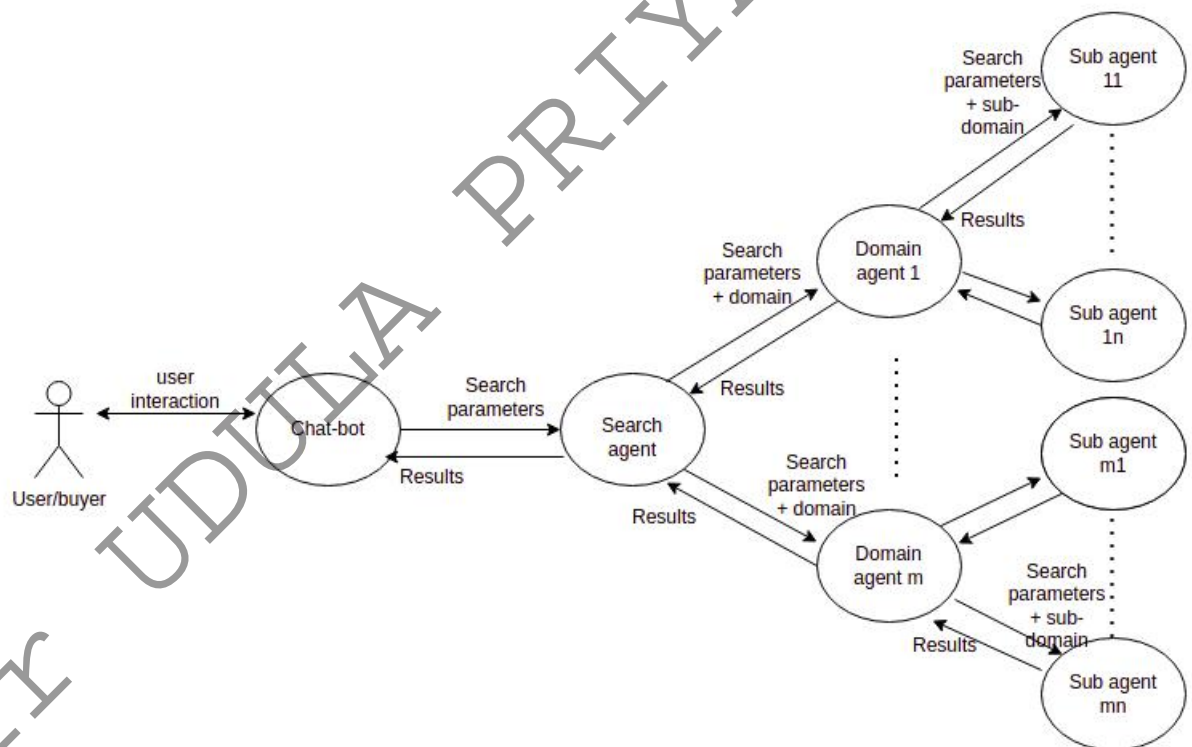 Search
parameters
+ sub-
domain
Sub agent
11
Results
Search
parameters
+ domain
Domain
agent 1
Sub agent
1n
Results
user
interaction
Search
parameters
Chat-bot
Results
Search
agent
User/buyer
Search
parameters
+ domain
Results
Domain
agent m
Sub agent
m1
Search
parameters
+ sub-
domain
Results
Sub agent
mn
UDULA